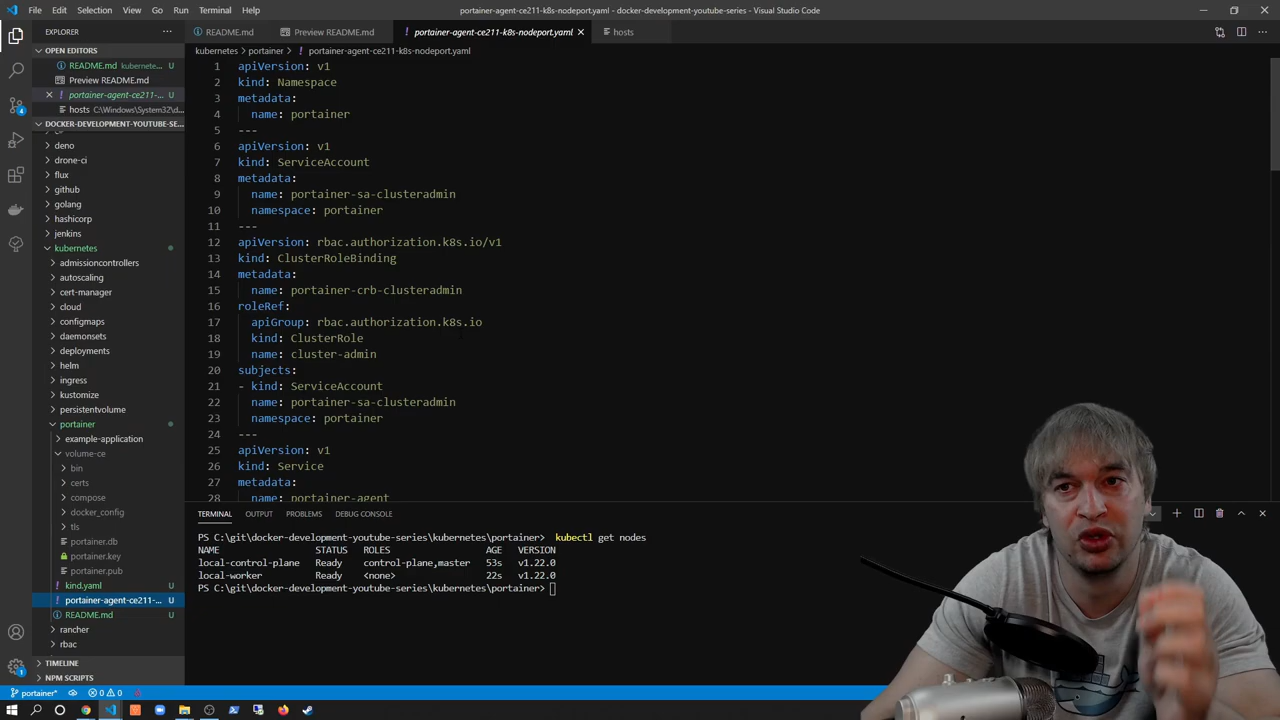 File Edit Selection View Go Run Terminal Help
portainer-agent-ce211-k8s-nodeport.yaml - docker-development-youtube-series - Visual Studio Code
EXPLORER
OPEN EDITORS
README.md kubernete... U
Preview README.md
portainer-agent-ce211-... U
hosts C:\Windows\System32\d...
DOCKER-DEVELOPMENT-YOUTUBE-SE...
deno
drone-ci
flux
github
golang
hashicorp
jenkins
kubernetes
admissioncontrollers
autoscaling
cert-manager
cloud
configmaps
daemonsets
deployments
helm
ingress
kustomize
persistentvolume
portainer
example-application
volume-ce
bin
certs
compose
docker_config
tls
portainer.db
portainer.key
portainer.pub
kind.yaml U
portainer-agent-ce211-... U
README.md U
rancher
rbac
TIMELINE
NPM SCRIPTS
README.md
Preview README.md
portainer-agent-ce211-k8s-nodeport.yaml
hosts
kubernetes > portainer > portainer-agent-ce211-k8s-nodeport.yaml
1 apiVersion: v1
2 kind: Namespace
3 metadata:
4 name: portainer
5 ---
6 apiVersion: v1
7 kind: ServiceAccount
8 metadata:
9 name: portainer-sa-clusteradmin
10 namespace: portainer
11 ---
12 apiVersion: rbac.authorization.k8s.io/v1
13 kind: ClusterRoleBinding
14 metadata:
15 name: portainer-crb-clusteradmin
16 roleRef:
17 apiGroup: rbac.authorization.k8s.io
18 kind: ClusterRole
19 name: cluster-admin
20 subjects:
21 - kind: ServiceAccount
22 name: portainer-sa-clusteradmin
23 namespace: portainer
24 ---
25 apiVersion: v1
26 kind: Service
27 metadata:
28 name: portainer-agent
TERMINAL OUTPUT PROBLEMS DEBUG CONSOLE
PS C:\git\docker-development-youtube-series\kubernetes\portainer> kubectl get nodes
NAME STATUS ROLES AGE VERSION
local-control-plane Ready control-plane,master 53s v1.22.0
local-worker Ready <none> 22s v1.22.0
PS C:\git\docker-development-youtube-series\kubernetes\portainer>
portainer* 0 0